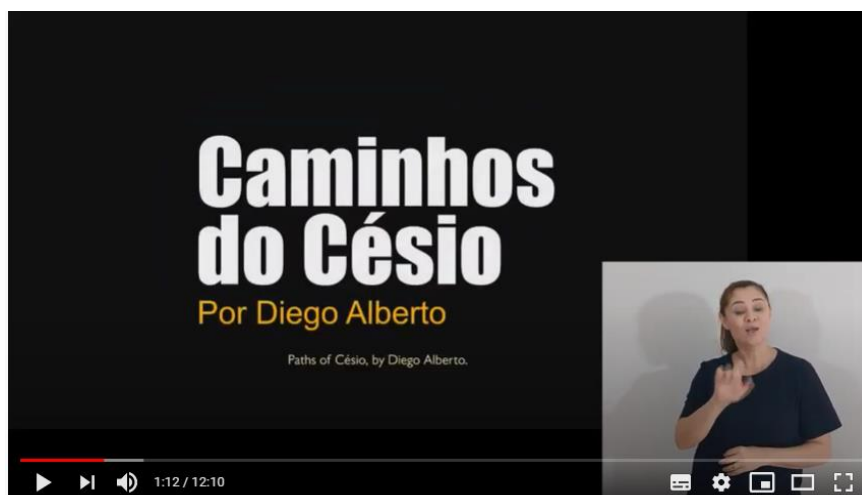 Caminhos
do Césio
Por Diego Alberto
Paths of Césio, by Diego Alberto.
1:12 / 12:10